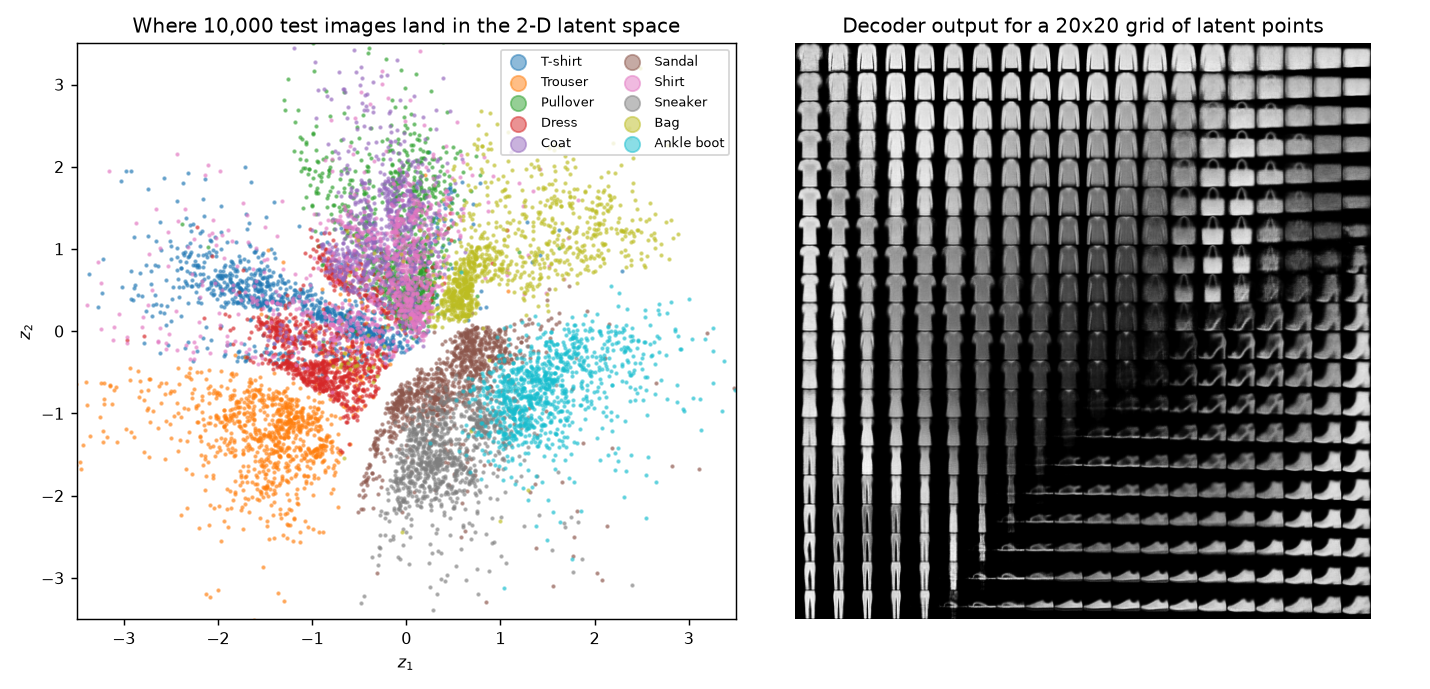 Where 10,000 test images land in the 2-D latent space
T-shirt
Trouser
Pullover
Dress
Coat
Sandal
Shirt
Sneaker
Bag
Ankle boot
3
2
1
0
−1
−2
−3
z₂
−3
−2
−1
0
1
2
3
z₁
Decoder output for a 20x20 grid of latent points